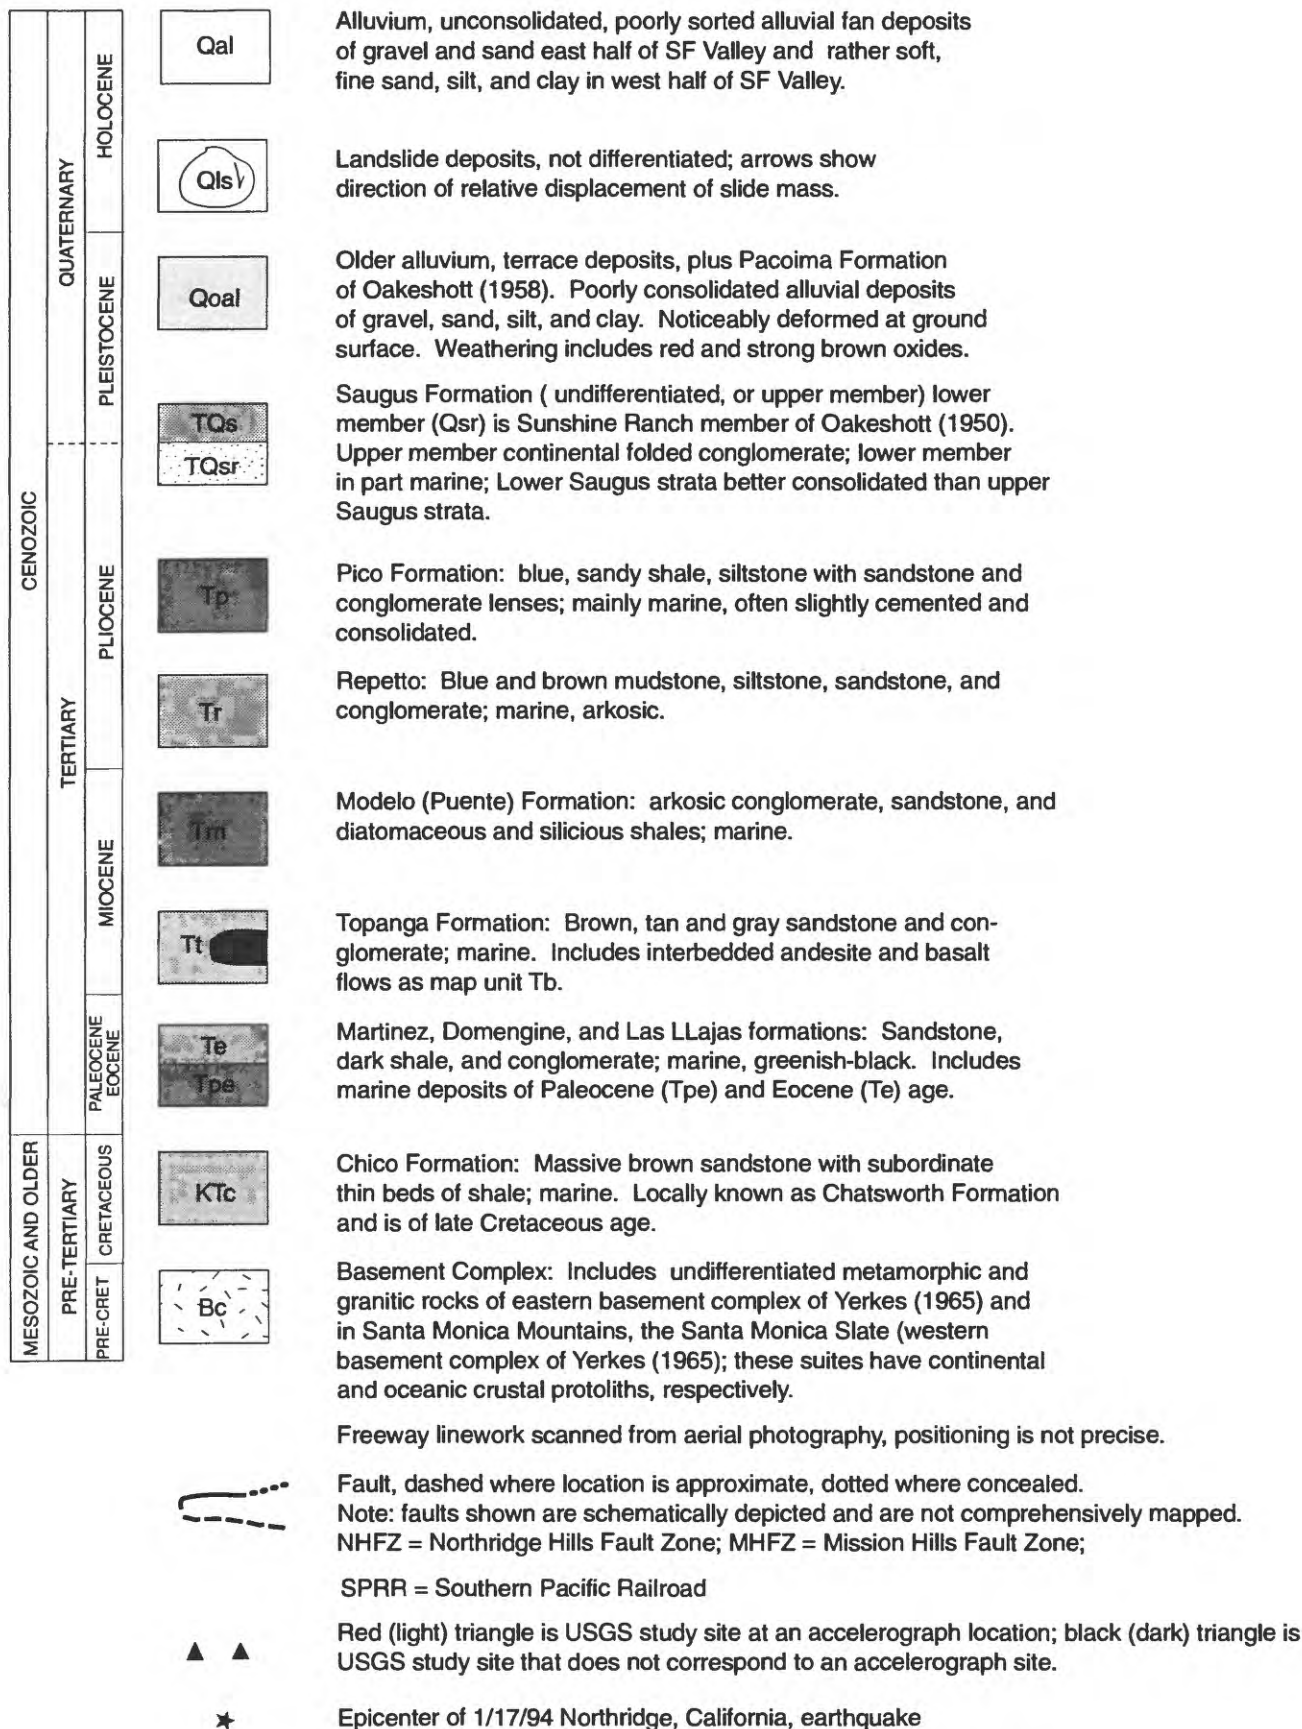 CENOZOIC
MESOZOIC AND OLDER
QUATERNARY
TERTIARY
PRE-TERTIARY
HOLOCENE
PLEISTOCENE
PLIOCENE
MIOCENE
PALEOCENE
EOCENE
CRETACEOUS
PRE-CRET
Qal
Alluvium, unconsolidated, poorly sorted alluvial fan deposits
of gravel and sand east half of SF Valley and rather soft,
fine sand, silt, and clay in west half of SF Valley.
Qls
Landslide deposits, not differentiated; arrows show
direction of relative displacement of slide mass.
Qoal
Older alluvium, terrace deposits, plus Pacoima Formation
of Oakeshott (1958). Poorly consolidated alluvial deposits
of gravel, sand, silt, and clay. Noticeably deformed at ground
surface. Weathering includes red and strong brown oxides.
TQs
TQsr
Saugus Formation ( undifferentiated, or upper member) lower
member (Qsr) is Sunshine Ranch member of Oakeshott (1950).
Upper member continental folded conglomerate; lower member
in part marine; Lower Saugus strata better consolidated than upper
Saugus strata.
Tp
Pico Formation: blue, sandy shale, siltstone with sandstone and
conglomerate lenses; mainly marine, often slightly cemented and
consolidated.
Tr
Repetto: Blue and brown mudstone, siltstone, sandstone, and
conglomerate; marine, arkosic.
Tm
Modelo (Puente) Formation: arkosic conglomerate, sandstone, and
diatomaceous and silicious shales; marine.
Tt
Topanga Formation: Brown, tan and gray sandstone and con-
glomerate; marine. Includes interbedded andesite and basalt
flows as map unit Tb.
Te
Tpe
Martinez, Domengine, and Las LLajas formations: Sandstone,
dark shale, and conglomerate; marine, greenish-black. Includes
marine deposits of Paleocene (Tpe) and Eocene (Te) age.
KTc
Chico Formation: Massive brown sandstone with subordinate
thin beds of shale; marine. Locally known as Chatsworth Formation
and is of late Cretaceous age.
Bc
Basement Complex: Includes undifferentiated metamorphic and
granitic rocks of eastern basement complex of Yerkes (1965) and
in Santa Monica Mountains, the Santa Monica Slate (western
basement complex of Yerkes (1965); these suites have continental
and oceanic crustal protoliths, respectively.
Freeway linework scanned from aerial photography, positioning is not precise.
Fault, dashed where location is approximate, dotted where concealed.
Note: faults shown are schematically depicted and are not comprehensively mapped.
NHFZ = Northridge Hills Fault Zone; MHFZ = Mission Hills Fault Zone;
SPRR = Southern Pacific Railroad
Red (light) triangle is USGS study site at an accelerograph location; black (dark) triangle is
USGS study site that does not correspond to an accelerograph site.
Epicenter of 1/17/94 Northridge, California, earthquake